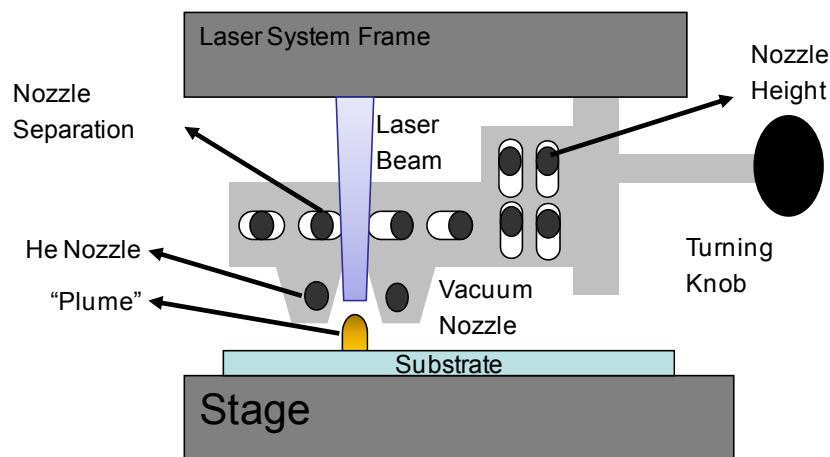 Laser System Frame
Nozzle
Height
Nozzle
Separation
Laser
Beam
He Nozzle
Turning
Knob
"Plume"
Vacuum
Nozzle
Substrate
Stage